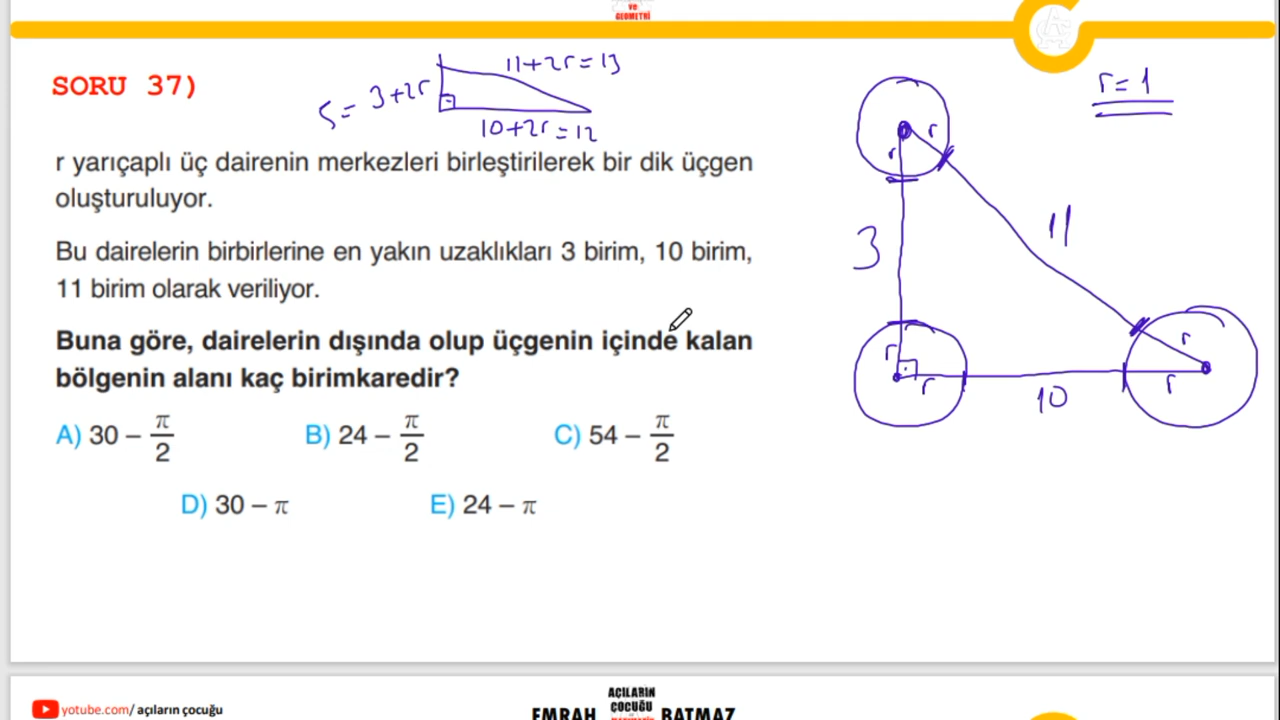 ve
GEOMETRİ
SORU 37)
5 = 3+2r
11+2r=13
10+2r=12
r=1
r yarıçaplı üç dairenin merkezleri birleştirilerek bir dik üçgen
oluşturuluyor.
Bu dairelerin birbirlerine en yakın uzaklıkları 3 birim, 10 birim,
11 birim olarak veriliyor.
Buna göre, dairelerin dışında olup üçgenin içinde kalan
bölgenin alanı kaç birimkaredir?
A) 30 – π/2 B) 24 – π/2 C) 54 – π/2
D) 30 – π E) 24 – π
r
r
3
11
r
r
10
r
r
yotube.com/ açıların çocuğu
AÇILARIN
ÇOCUĞU
EMRAH BATMAZ